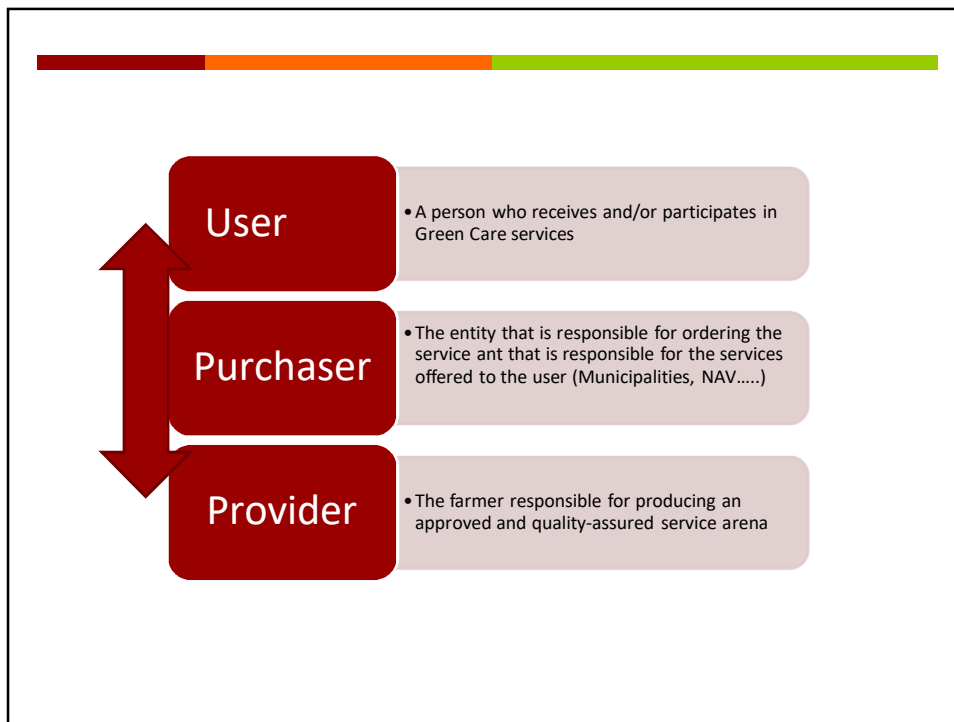 User
•A person who receives and/or participates in
Green Care services
Purchaser
•The entity that is responsible for ordering the
service ant that is responsible for the services
offered to the user (Municipalities, NAV…..)
Provider
•The farmer responsible for producing an
approved and quality-assured service arena